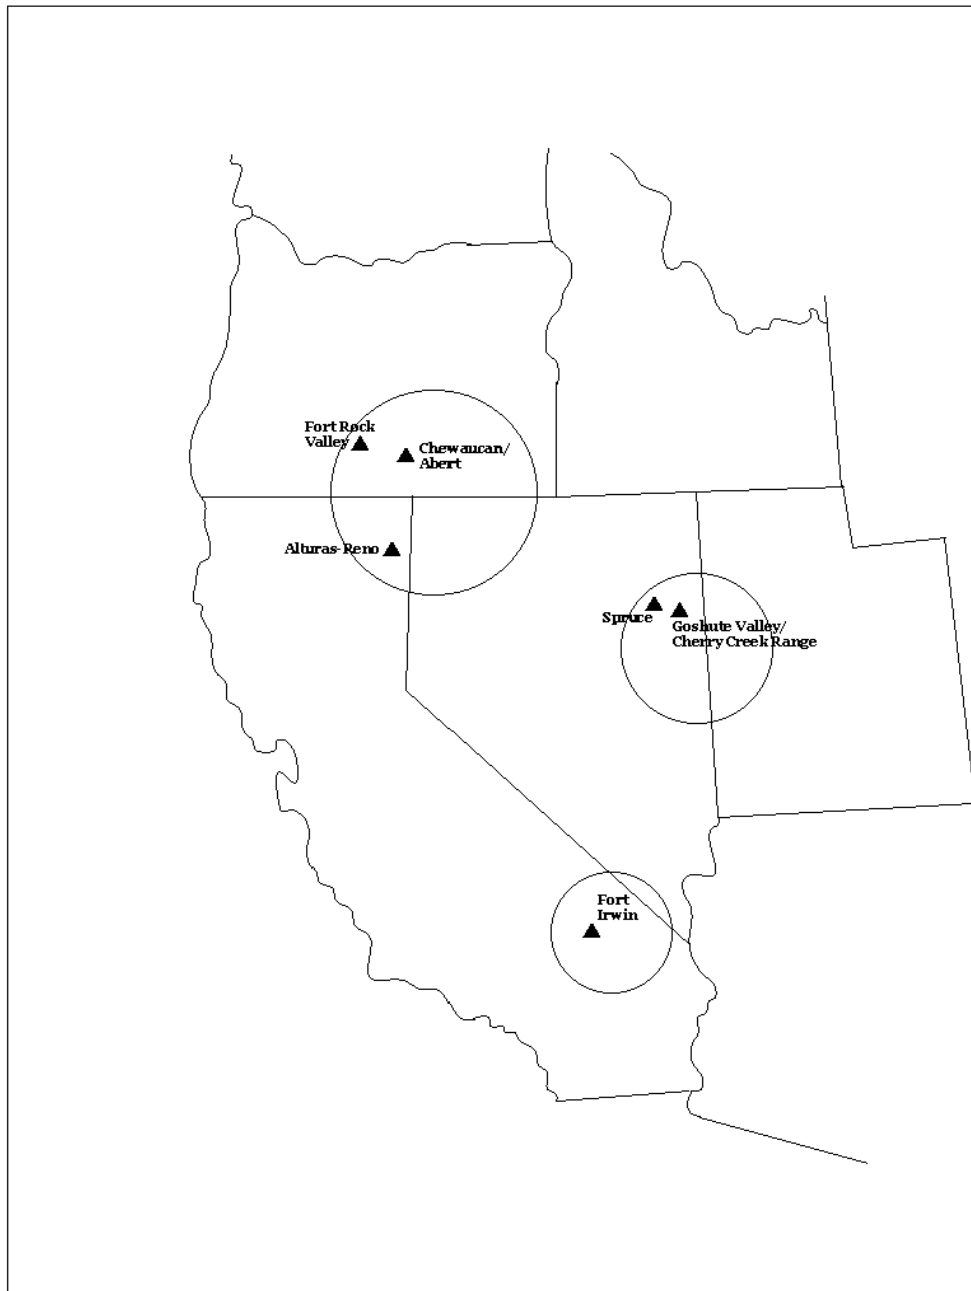 Fort Rock
Valley
Chewaucan/
Abert
Alturas-Reno
Spruce
Goshute Valley/
Cherry Creek Range
Fort
Irwin